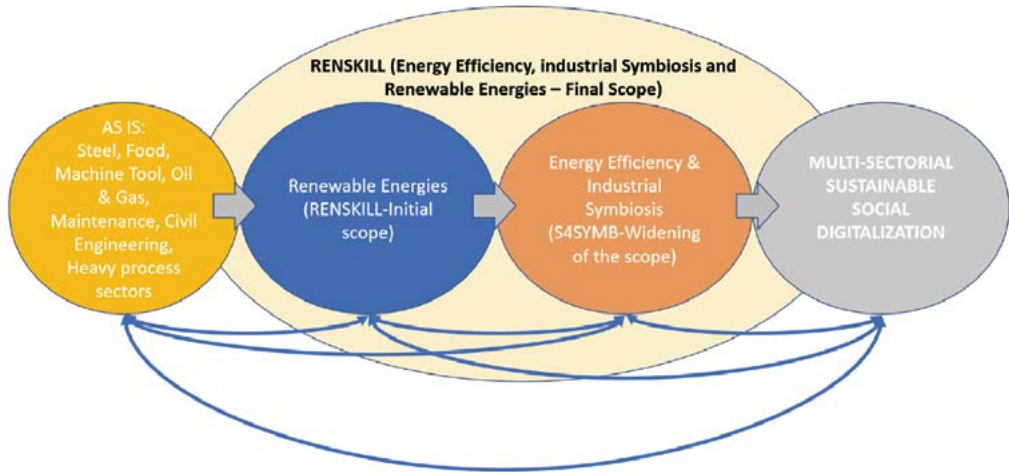 RENSKILL (Energy Efficiency, industrial Symbiosis and
Renewable Energies – Final Scope)
AS IS:
Steel, Food,
Machine Tool, Oil
& Gas,
Maintenance, Civil
Engineering,
Heavy process
sectors
Renewable Energies
(RENSKILL-Initial
scope)
Energy Efficiency &
Industrial
Symbiosis
(S4SYMB-Widening
of the scope)
MULTI-SECTORIAL
SUSTAINABLE
SOCIAL
DIGITALIZATION